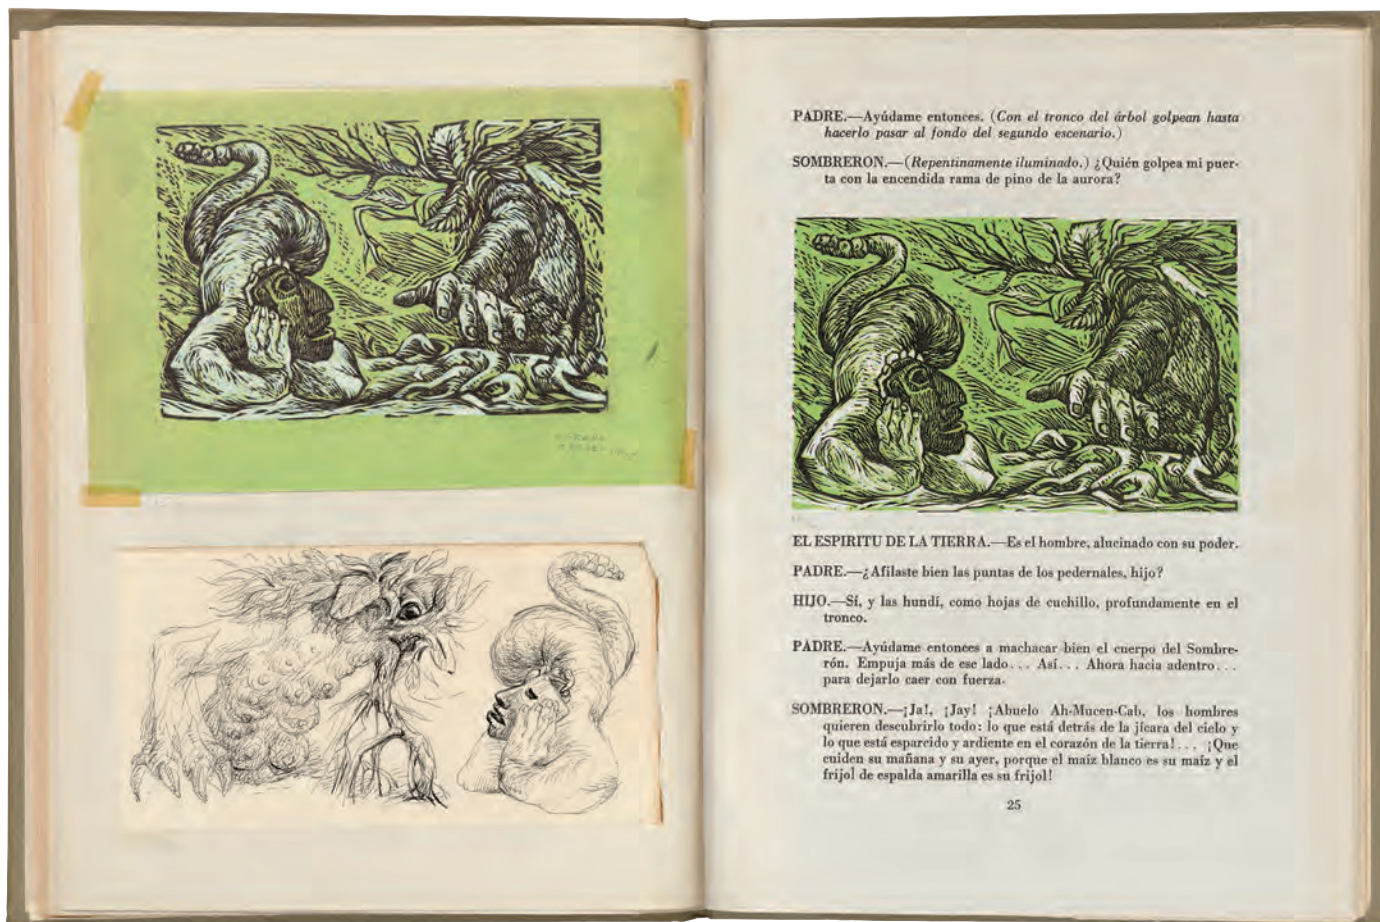 PADRE.—Ayúdame entonces. (Con el tronco del árbol golpean hasta
hacerlo pasar al fondo del segundo escenario.)
SOMBRERON.—(Repentinamente iluminado.) ¿Quién golpea mi puer-
ta con la encendida rama de pino de la aurora?
EL ESPIRITU DE LA TIERRA.—Es el hombre, alucinado con su poder.
PADRE.—¿Afilaste bien las puntas de los pedernales, hijo?
HIJO.—Sí, y las hundí, como hojas de cuchillo, profundamente en el
tronco.
PADRE.—Ayúdame entonces a machacar bien el cuerpo del Sombre-
rón. Empuja más de ese lado... Así... Ahora hacia adentro...
para dejarlo caer con fuerza.
SOMBRERON.—¡Ja!, ¡Jay! ¡Abuelo Ah-Mucen-Cab, los hombres
quieren descubrirlo todo: lo que está detrás de la jícara del cielo y
lo que está esparcido y ardiente en el corazón de la tierra!... ¡Que
cuiden su mañana y su ayer, porque el maíz blanco es su maíz y el
frijol de espalda amarilla es su frijol!
25